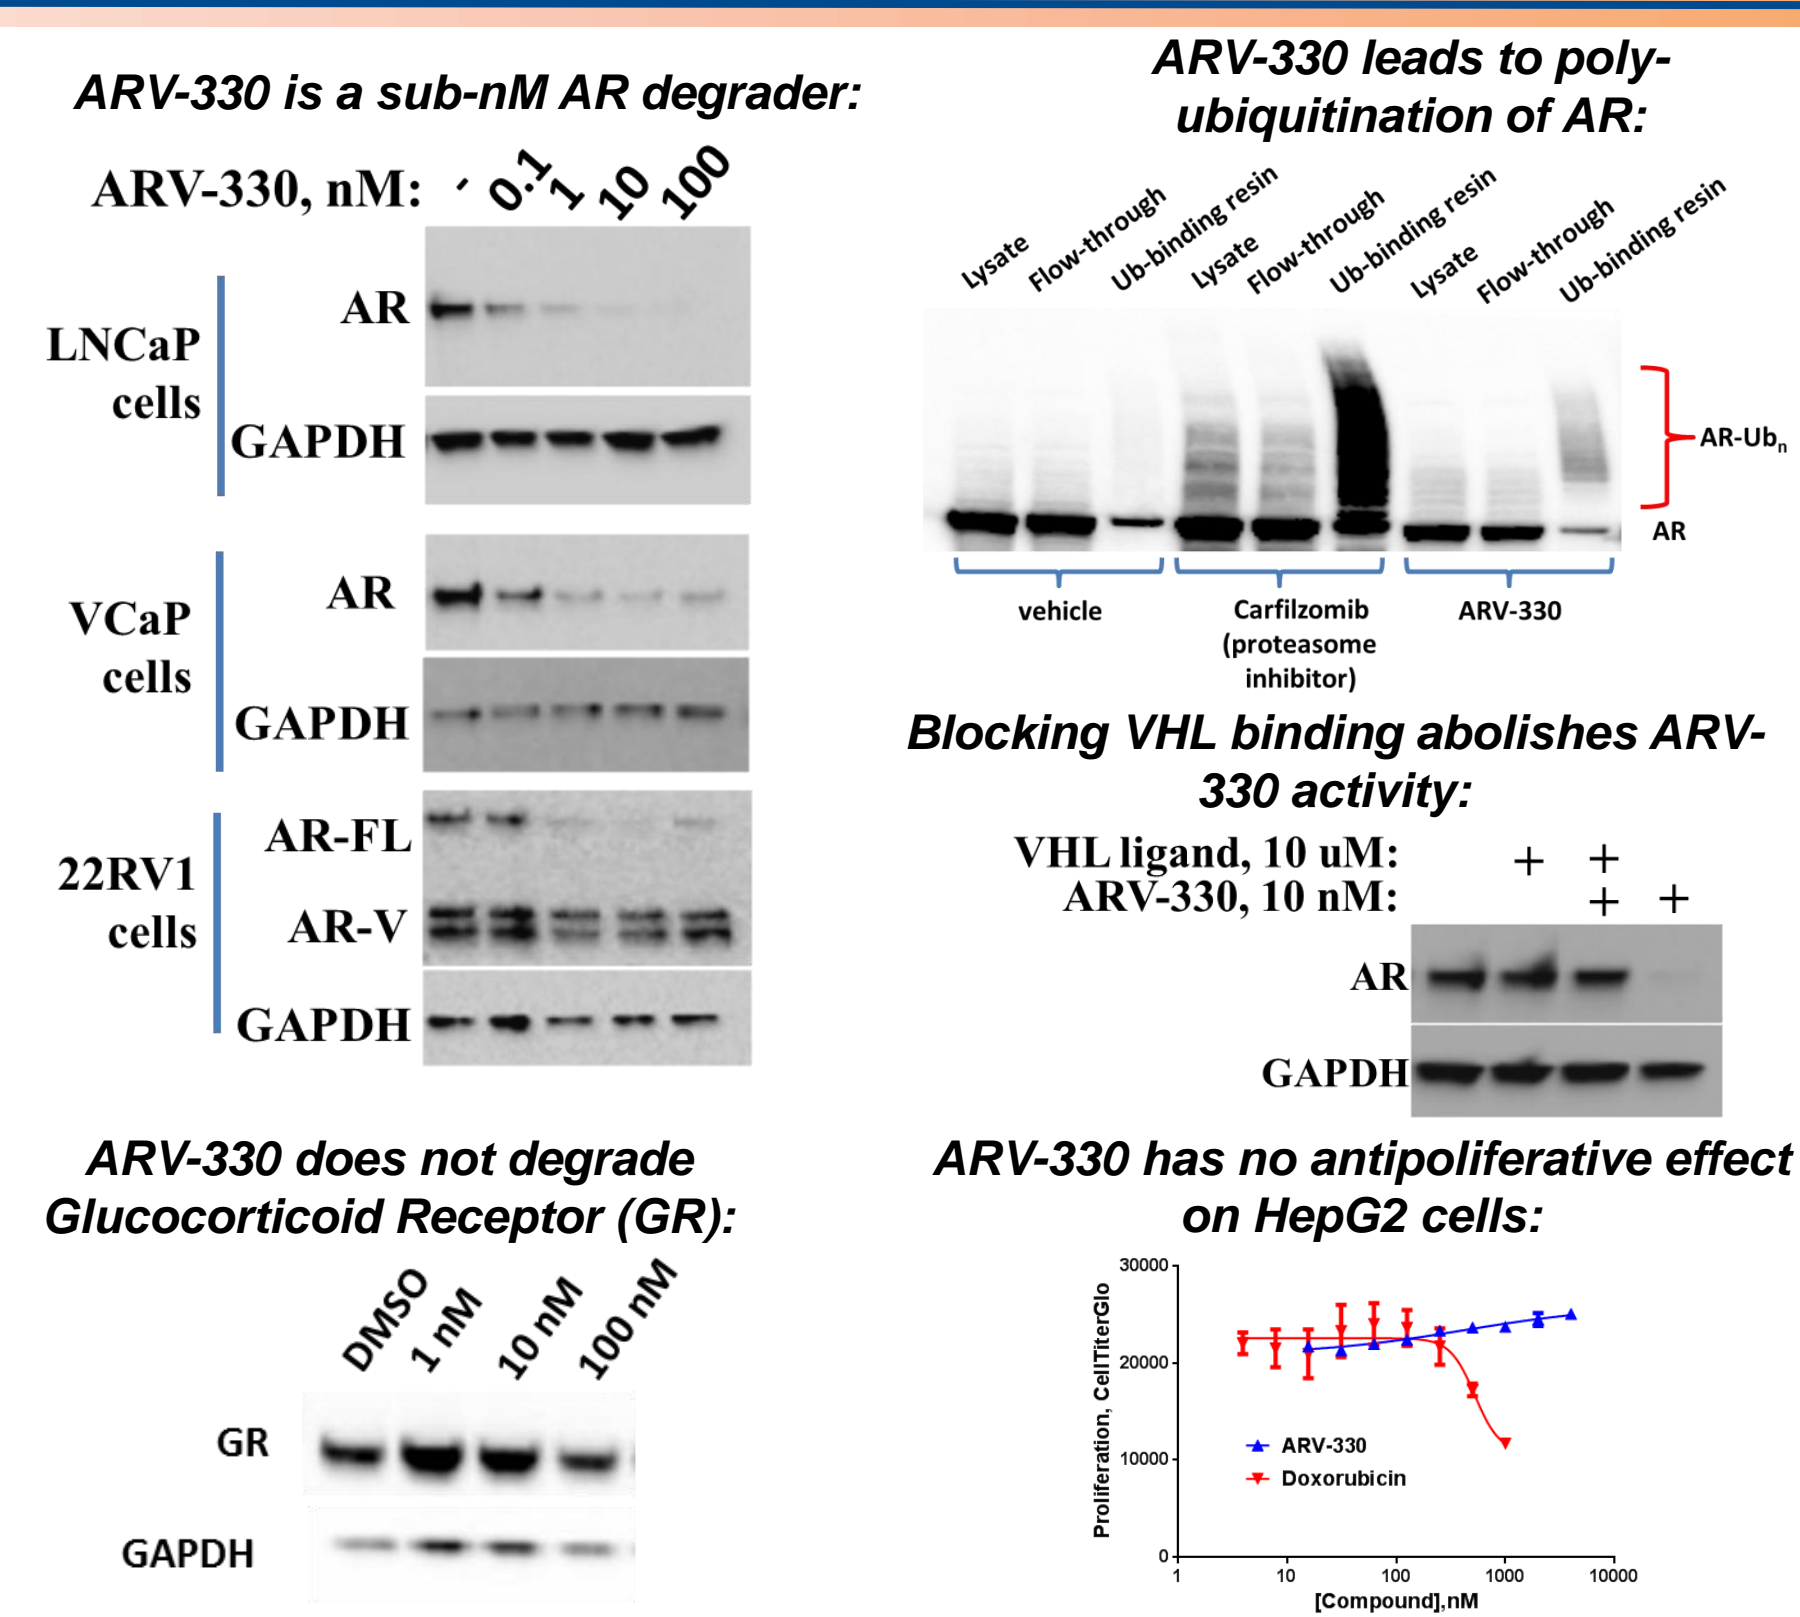 ARV-330 is a sub-nM AR degrader:
ARV-330, nM: - 0.1 1 10 100
LNCaP
cells
AR
GAPDH
VCaP
cells
AR
GAPDH
22RV1
cells
AR-FL
AR-V
GAPDH
ARV-330 leads to poly-
ubiquitination of AR:
Lysate Flow-through Ub-binding resin Lysate Flow-through Ub-binding resin Lysate Flow-through Ub-binding resin
AR-Ubn
AR
vehicle
Carfilzomib
(proteasome
inhibitor)
ARV-330
Blocking VHL binding abolishes ARV-
330 activity:
VHL ligand, 10 uM: + +
ARV-330, 10 nM: + +
AR
GAPDH
ARV-330 does not degrade
Glucocorticoid Receptor (GR):
DMSO 1 nM 10 nM 100 nM
GR
GAPDH
ARV-330 has no antipoliferative effect
on HepG2 cells:
Proliferation, CellTiterGlo
30000
20000
10000
0
ARV-330
Doxorubicin
1 10 100 1000 10000
[Compound],nM